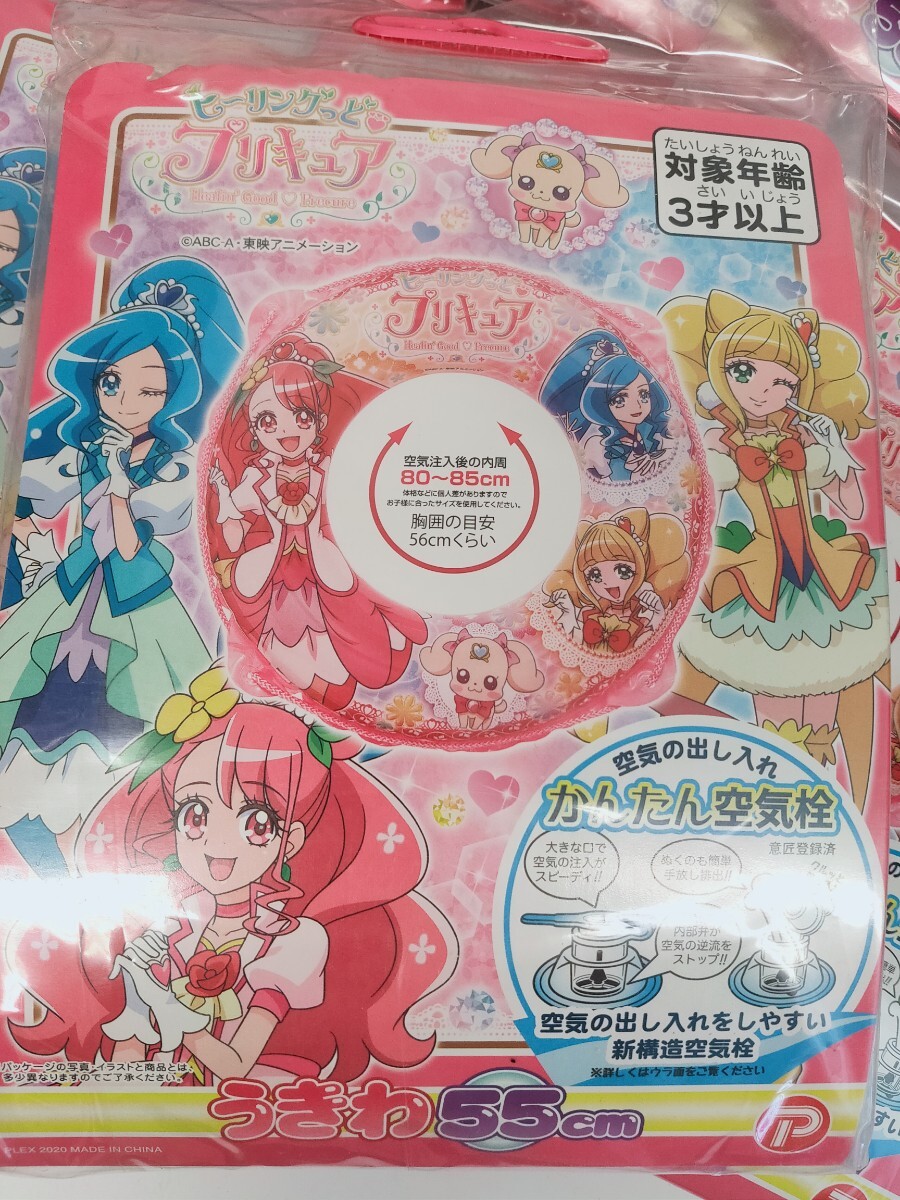 ヒーリングっど
プリキュア
Healin' Good Precure
©ABC-A・東映アニメーション
たいしょうねんれい
対象年齢
さいいじょう
3才以上
ヒーリングっど
プリキュア
Healin' Good Precure
空気注入後の内周
80〜85cm
体格などに個人差がありますので
お子様に合ったサイズを使用してください。
胸囲の目安
56cmくらい
空気の出し入れ
かんたん空気栓
意匠登録済
大きな口で
空気の注入が
スピーディ!!
ぬくのも簡単
手放し排出!!
内部弁が
空気の逆流を
ストップ!!
空気の出し入れをしやすい
新構造空気栓
※詳しくはウラ面をご覧ください
パッケージの写真・イラストと商品とは、
多少異なりますのでご了承ください。
うきわ55cm
PLEX 2020 MADE IN CHINA
P